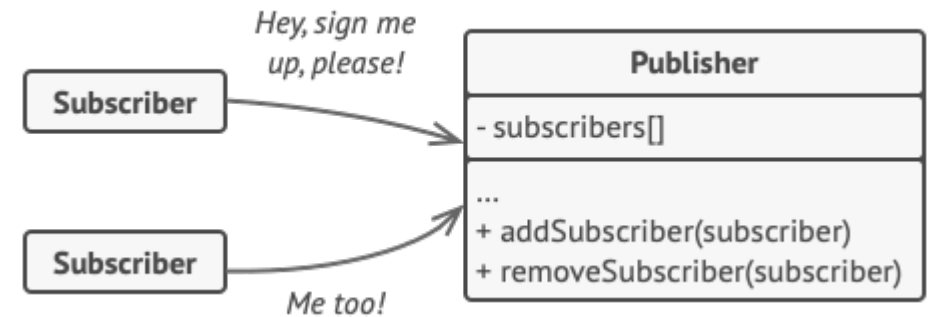 Hey, sign me
up, please!
Subscriber
Publisher
- subscribers[]
...
+ addSubscriber(subscriber)
+ removeSubscriber(subscriber)
Subscriber
Me too!